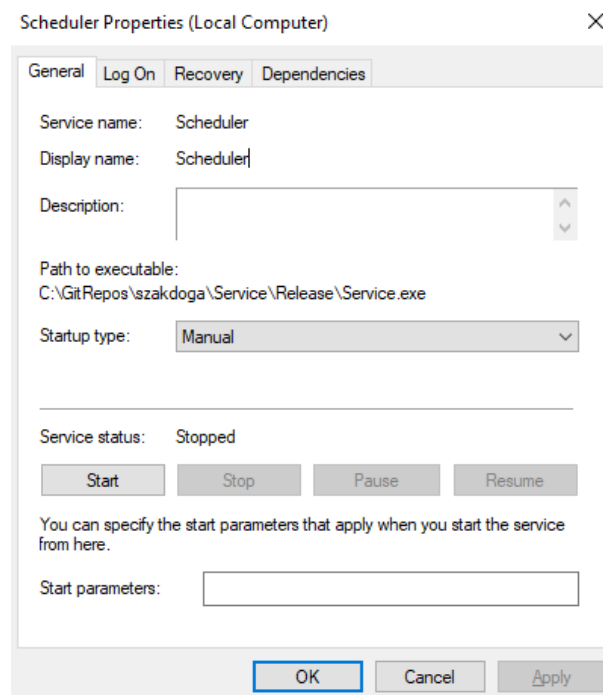 Scheduler Properties (Local Computer)
General Log On Recovery Dependencies
Service name: Scheduler
Display name: Scheduler
Description:
Path to executable:
C:\GitRepos\szakdoga\Service\Release\Service.exe
Startup type: Manual
Service status: Stopped
Start Stop Pause Resume
You can specify the start parameters that apply when you start the service
from here.
Start parameters:
OK Cancel Apply